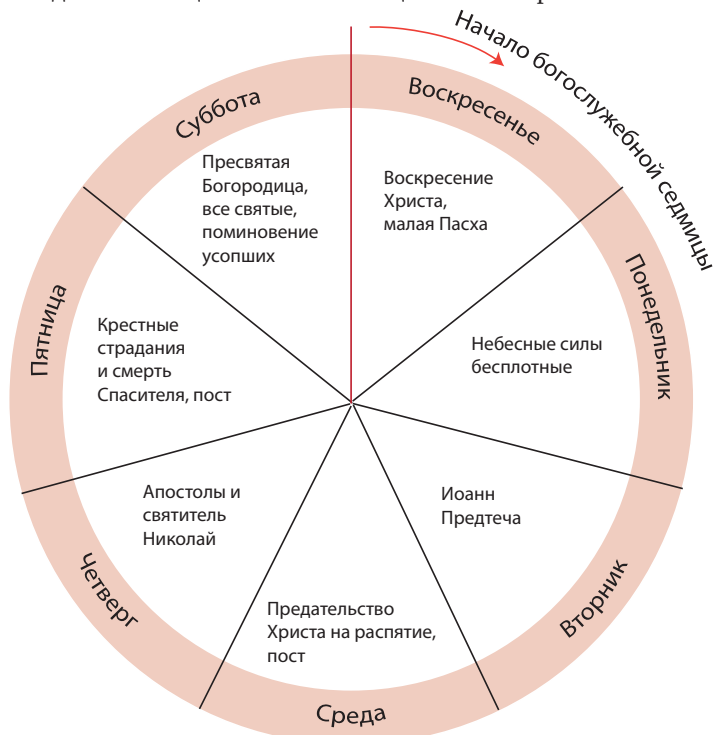 Начало богослужебной седмицы
Воскресенье
Воскресение
Христа,
малая Пасха
Понедельник
Небесные силы
бесплотные
Вторник
Иоанн
Предтеча
Среда
Предательство
Христа на распятие,
пост
Четверг
Апостолы и
святитель
Николай
Пятница
Крестные
страдания
и смерть
Спасителя, пост
Суббота
Пресвятая
Богородица,
все святые,
поминовение
усопших